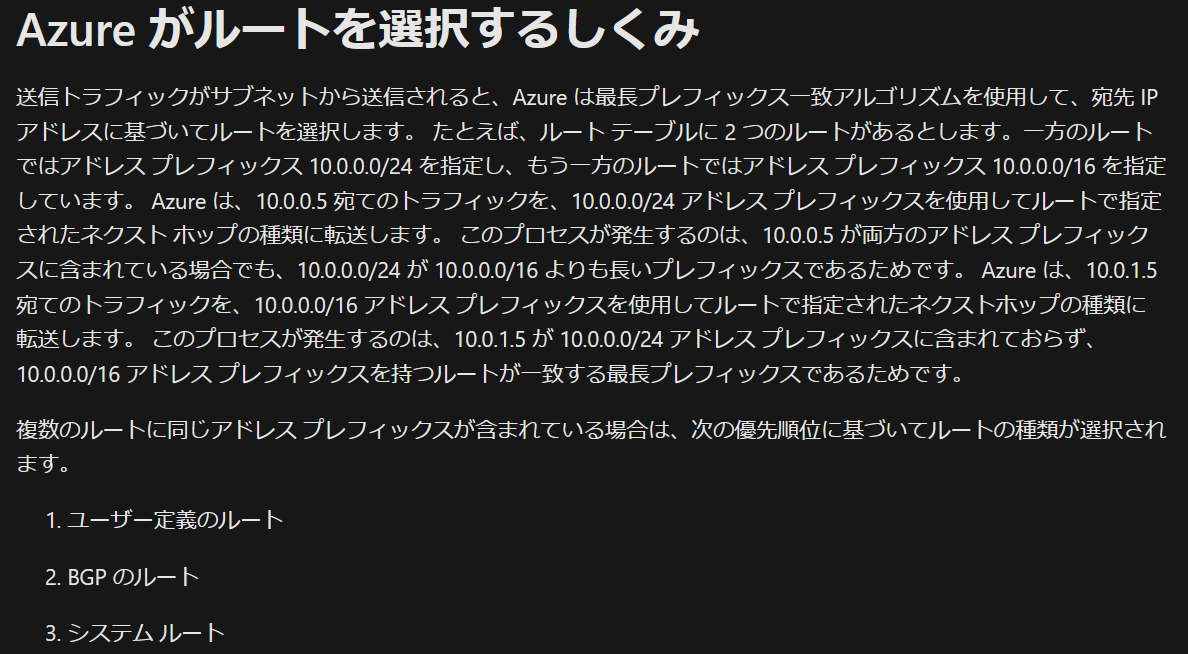 Azure がルートを選択するしくみ
送信トラフィックがサブネットから送信されると、Azure は最長プレフィックス一致アルゴリズムを使用して、宛先 IP
アドレスに基づいてルートを選択します。 たとえば、ルート テーブルに 2 つのルートがあるとします。一方のルート
ではアドレス プレフィックス 10.0.0.0/24 を指定し、もう一方のルートではアドレス プレフィックス 10.0.0.0/16 を指定
しています。 Azure は、10.0.0.5 宛てのトラフィックを、10.0.0.0/24 アドレス プレフィックスを使用してルートで指定
されたネクスト ホップの種類に転送します。 このプロセスが発生するのは、10.0.0.5 が両方のアドレス プレフィック
スに含まれている場合でも、10.0.0.0/24 が 10.0.0.0/16 よりも長いプレフィックスであるためです。 Azure は、10.0.1.5
宛てのトラフィックを、10.0.0.0/16 アドレス プレフィックスを使用してルートで指定されたネクストホップの種類に
転送します。 このプロセスが発生するのは、10.0.1.5 が 10.0.0.0/24 アドレス プレフィックスに含まれておらず、
10.0.0.0/16 アドレス プレフィックスを持つルートが一致する最長プレフィックスであるためです。
複数のルートに同じアドレス プレフィックスが含まれている場合は、次の優先順位に基づいてルートの種類が選択され
ます。
1. ユーザー定義のルート
2. BGP のルート
3. システム ルート